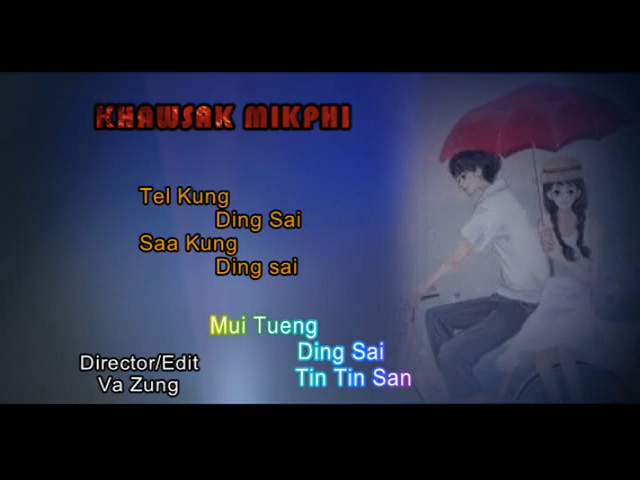 KHAWSAK MIKPHI
Tel Kung
Ding Sai
Saa Kung
Ding sai
Mui Tueng
Ding Sai
Tin Tin San
Director/Edit
Va Zung